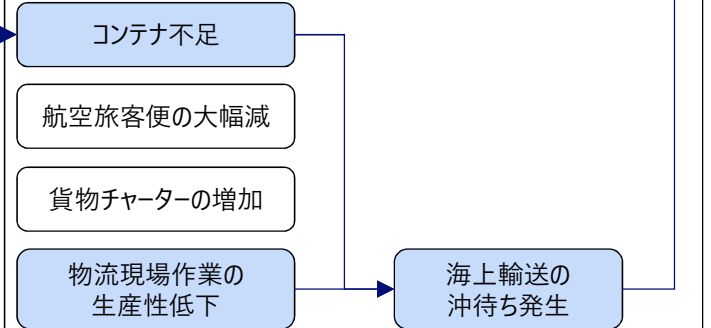 コンテナ不足
航空旅客便の大幅減
貨物チャーターの増加
物流現場作業の
生産性低下
海上輸送の
沖待ち発生